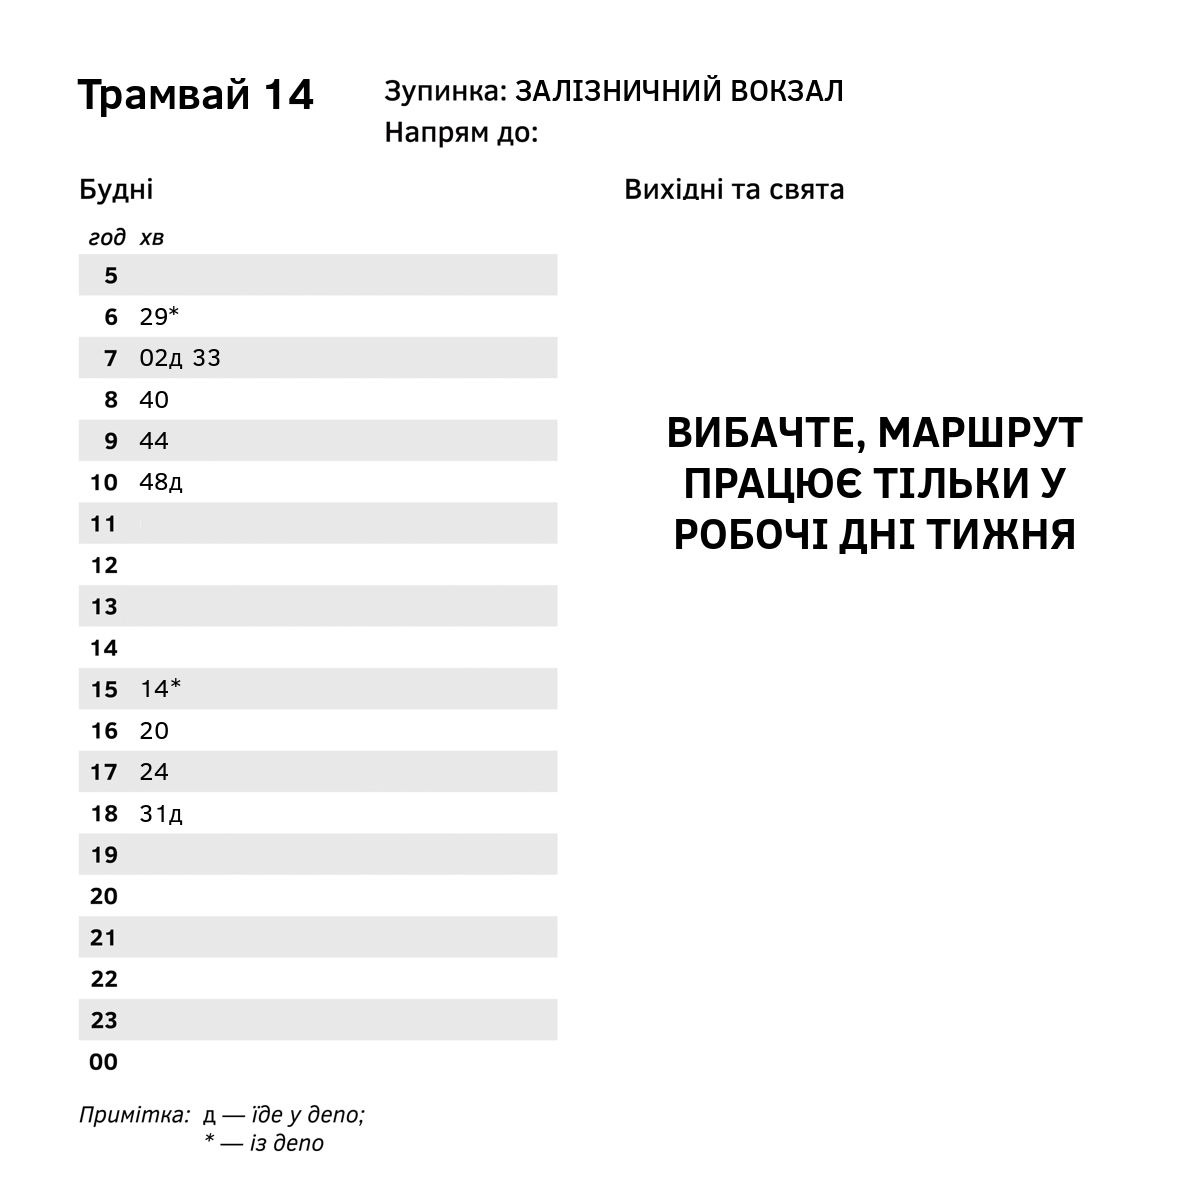 Трамвай 14
Зупинка: ЗАЛІЗНИЧНИЙ ВОКЗАЛ
Напрям до:
Будні
год хв
5
6 29*
7 02д 33
8 40
9 44
10 48д
11
12
13
14
15 14*
16 20
17 24
18 31д
19
20
21
22
23
00
Вихідні та свята
ВИБАЧТЕ, МАРШРУТ
ПРАЦЮЄ ТІЛЬКИ У
РОБОЧІ ДНІ ТИЖНЯ
Примітка: д — їде у депо;
* — із депо